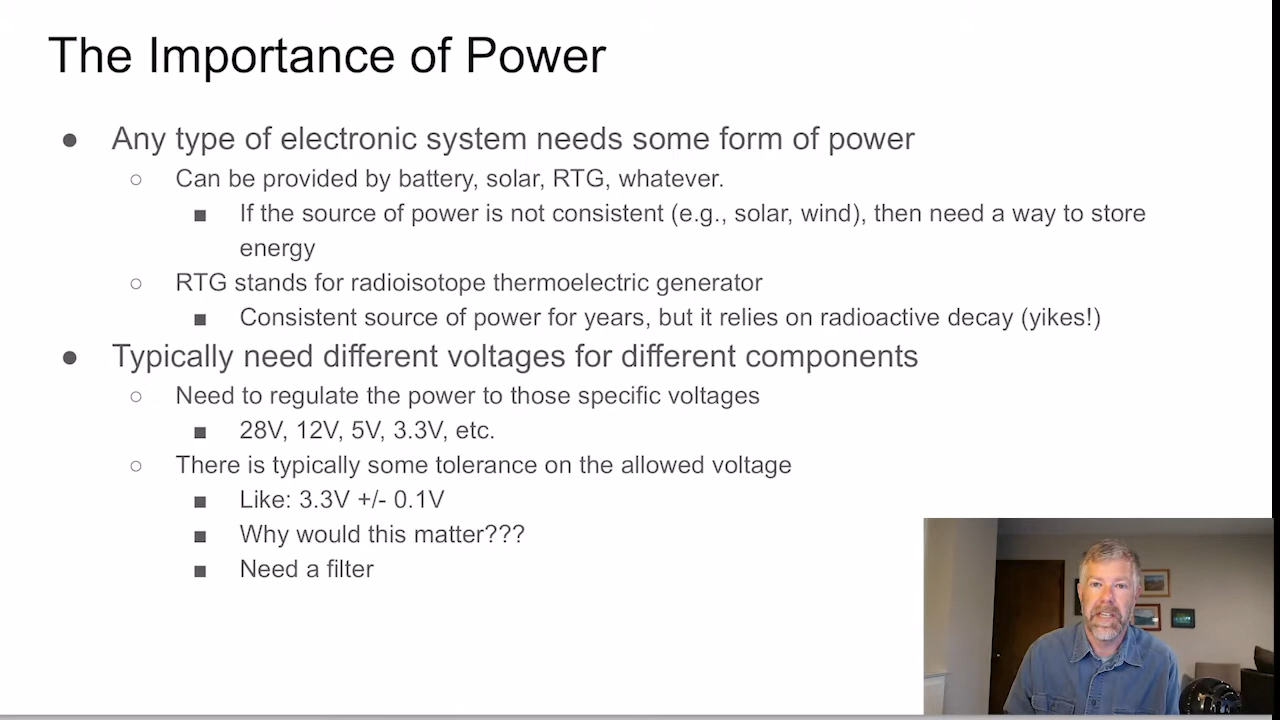 The Importance of Power
● Any type of electronic system needs some form of power
○ Can be provided by battery, solar, RTG, whatever.
■ If the source of power is not consistent (e.g., solar, wind), then need a way to store
energy
○ RTG stands for radioisotope thermoelectric generator
■ Consistent source of power for years, but it relies on radioactive decay (yikes!)
● Typically need different voltages for different components
○ Need to regulate the power to those specific voltages
■ 28V, 12V, 5V, 3.3V, etc.
○ There is typically some tolerance on the allowed voltage
■ Like: 3.3V +/- 0.1V
■ Why would this matter???
■ Need a filter